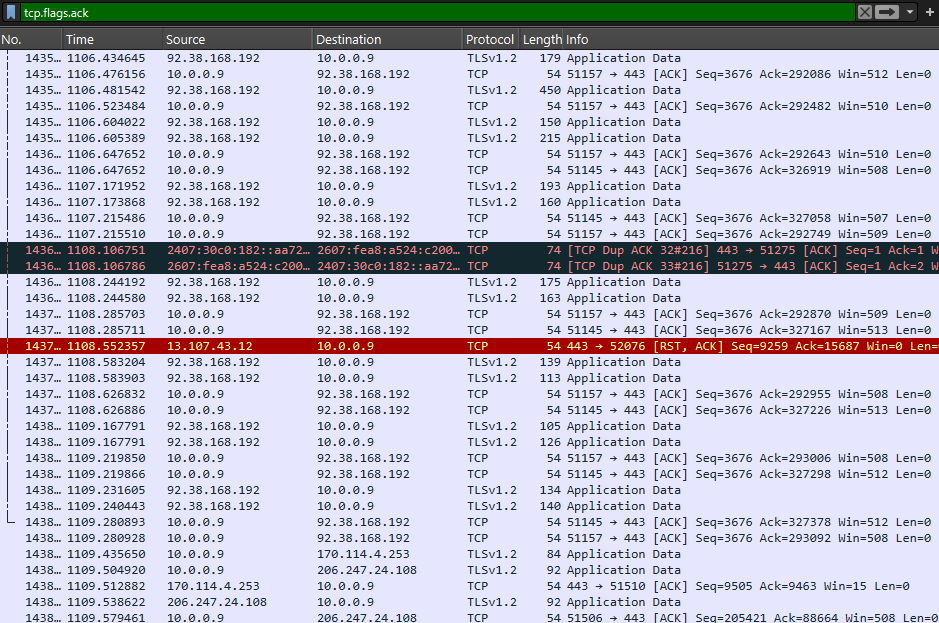 tcp.flags.ack
No. Time Source Destination Protocol Length Info
1435… 1106.434645 92.38.168.192 10.0.0.9 TLSv1.2 179 Application Data
1435… 1106.476156 10.0.0.9 92.38.168.192 TCP 54 51157 → 443 [ACK] Seq=3676 Ack=292086 Win=512 Len=0
1435… 1106.481542 92.38.168.192 10.0.0.9 TLSv1.2 450 Application Data
1435… 1106.523484 10.0.0.9 92.38.168.192 TCP 54 51157 → 443 [ACK] Seq=3676 Ack=292482 Win=510 Len=0
1435… 1106.604022 92.38.168.192 10.0.0.9 TLSv1.2 150 Application Data
1435… 1106.605389 92.38.168.192 10.0.0.9 TLSv1.2 215 Application Data
1436… 1106.647652 10.0.0.9 92.38.168.192 TCP 54 51157 → 443 [ACK] Seq=3676 Ack=292643 Win=510 Len=0
1436… 1106.647652 10.0.0.9 92.38.168.192 TCP 54 51145 → 443 [ACK] Seq=3676 Ack=326919 Win=508 Len=0
1436… 1107.171952 92.38.168.192 10.0.0.9 TLSv1.2 193 Application Data
1436… 1107.173868 92.38.168.192 10.0.0.9 TLSv1.2 160 Application Data
1436… 1107.215486 10.0.0.9 92.38.168.192 TCP 54 51145 → 443 [ACK] Seq=3676 Ack=327058 Win=507 Len=0
1436… 1107.215510 10.0.0.9 92.38.168.192 TCP 54 51157 → 443 [ACK] Seq=3676 Ack=292749 Win=509 Len=0
1436… 1108.106751 2407:30c0:182::aa72… 2607:fea8:a524:c200… TCP 74 [TCP Dup ACK 32#216] 443 → 51275 [ACK] Seq=1 Ack=1 W
1436… 1108.106786 2607:fea8:a524:c200… 2407:30c0:182::aa72… TCP 74 [TCP Dup ACK 33#216] 51275 → 443 [ACK] Seq=1 Ack=2 W
1436… 1108.244192 92.38.168.192 10.0.0.9 TLSv1.2 175 Application Data
1436… 1108.244580 92.38.168.192 10.0.0.9 TLSv1.2 163 Application Data
1437… 1108.285703 10.0.0.9 92.38.168.192 TCP 54 51157 → 443 [ACK] Seq=3676 Ack=292870 Win=509 Len=0
1437… 1108.285711 10.0.0.9 92.38.168.192 TCP 54 51145 → 443 [ACK] Seq=3676 Ack=327167 Win=513 Len=0
1437… 1108.552357 13.107.43.12 10.0.0.9 TCP 54 443 → 52076 [RST, ACK] Seq=9259 Ack=15687 Win=0 Len=
1437… 1108.583204 92.38.168.192 10.0.0.9 TLSv1.2 139 Application Data
1437… 1108.583903 92.38.168.192 10.0.0.9 TLSv1.2 113 Application Data
1437… 1108.626832 10.0.0.9 92.38.168.192 TCP 54 51157 → 443 [ACK] Seq=3676 Ack=292955 Win=508 Len=0
1437… 1108.626886 10.0.0.9 92.38.168.192 TCP 54 51145 → 443 [ACK] Seq=3676 Ack=327226 Win=513 Len=0
1438… 1109.167791 92.38.168.192 10.0.0.9 TLSv1.2 105 Application Data
1438… 1109.167791 92.38.168.192 10.0.0.9 TLSv1.2 126 Application Data
1438… 1109.219850 10.0.0.9 92.38.168.192 TCP 54 51157 → 443 [ACK] Seq=3676 Ack=293006 Win=508 Len=0
1438… 1109.219866 10.0.0.9 92.38.168.192 TCP 54 51145 → 443 [ACK] Seq=3676 Ack=327298 Win=512 Len=0
1438… 1109.231605 92.38.168.192 10.0.0.9 TLSv1.2 134 Application Data
1438… 1109.240443 92.38.168.192 10.0.0.9 TLSv1.2 140 Application Data
1438… 1109.280893 10.0.0.9 92.38.168.192 TCP 54 51145 → 443 [ACK] Seq=3676 Ack=327378 Win=512 Len=0
1438… 1109.280928 10.0.0.9 92.38.168.192 TCP 54 51157 → 443 [ACK] Seq=3676 Ack=293092 Win=508 Len=0
1438… 1109.435650 10.0.0.9 170.114.4.253 TLSv1.2 84 Application Data
1438… 1109.504920 10.0.0.9 206.247.24.108 TLSv1.2 92 Application Data
1438… 1109.512882 170.114.4.253 10.0.0.9 TCP 54 443 → 51510 [ACK] Seq=9505 Ack=9463 Win=15 Len=0
1438… 1109.538622 206.247.24.108 10.0.0.9 TLSv1.2 92 Application Data
1438… 1109.579461 10.0.0.9 206.247.24.108 TCP 54 51506 → 443 [ACK] Seq=205421 Ack=88664 Win=508 Len=0